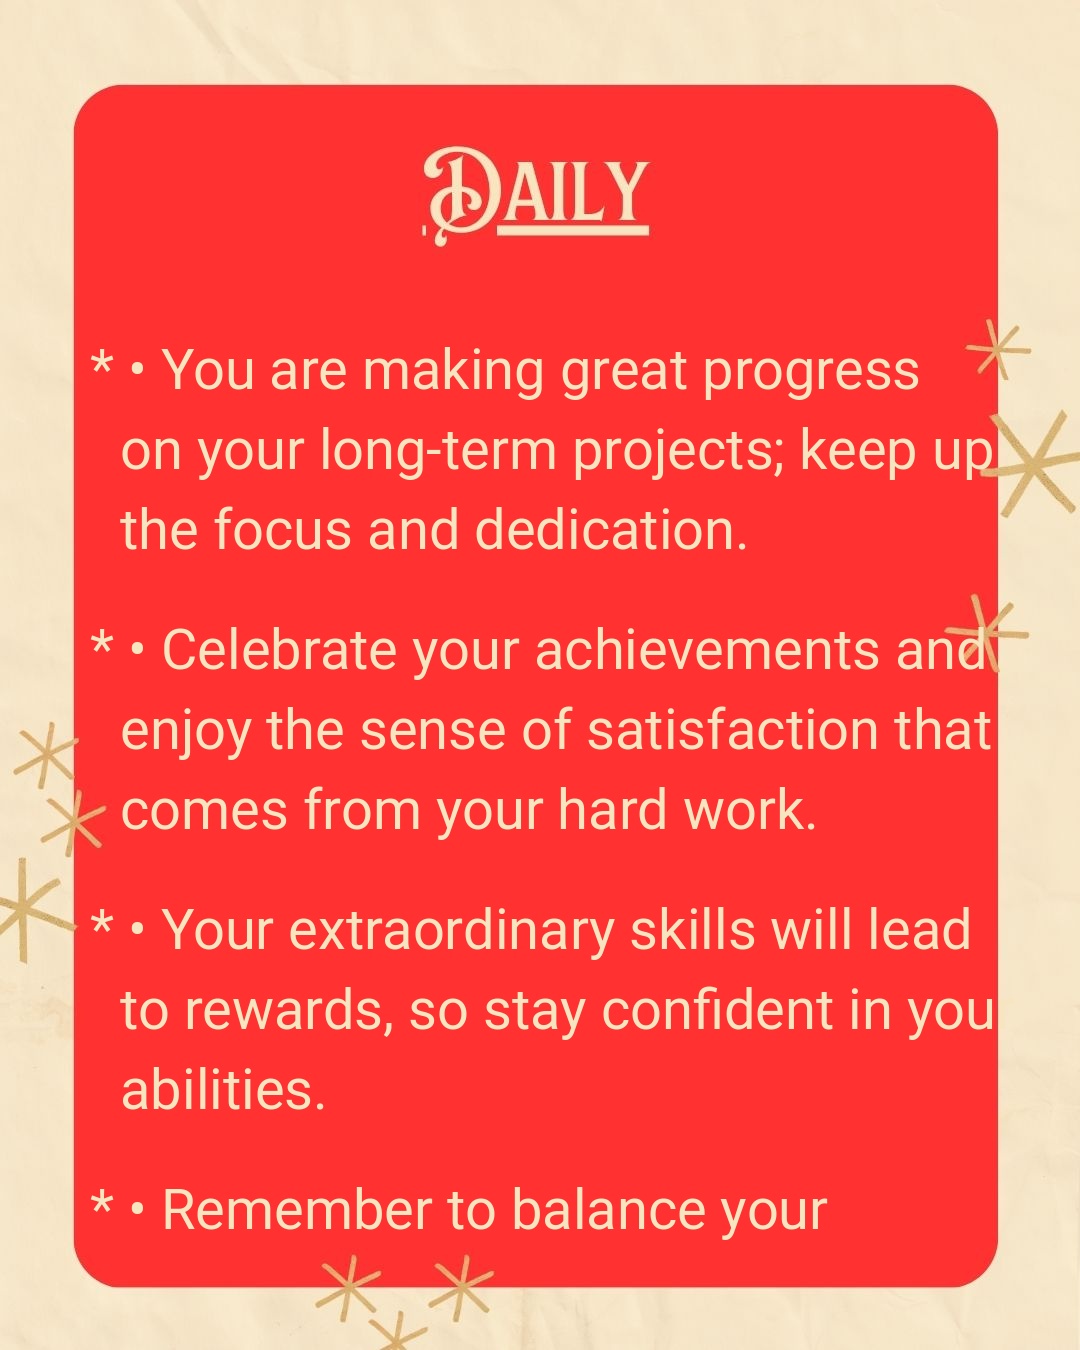 Daily
* • You are making great progress
on your long-term projects; keep up
the focus and dedication.
* • Celebrate your achievements and
enjoy the sense of satisfaction that
comes from your hard work.
* • Your extraordinary skills will lead
to rewards, so stay confident in you
abilities.
* • Remember to balance your